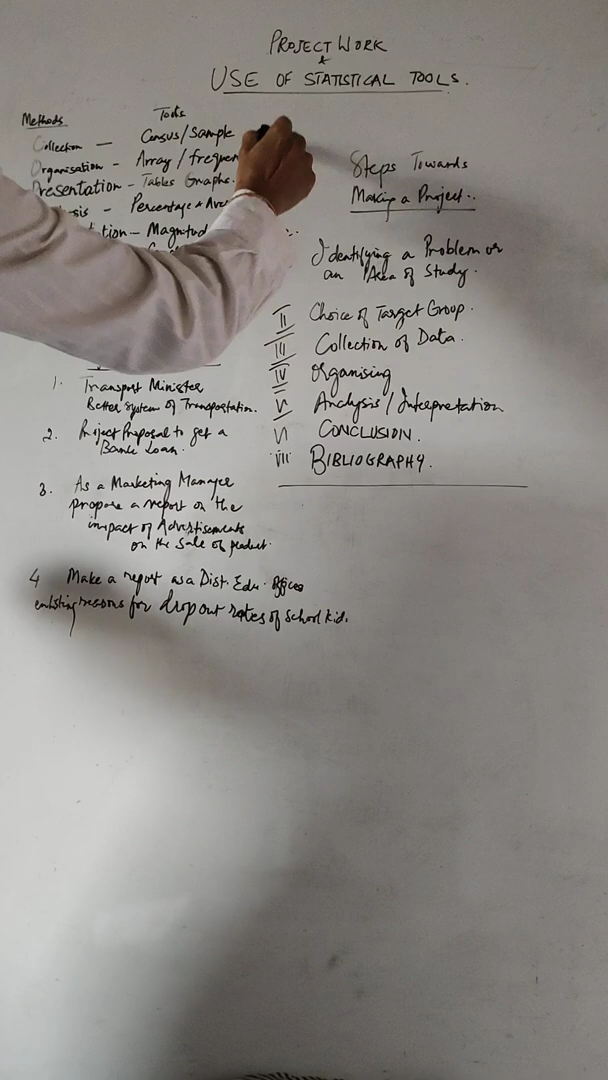 PROJECT WORK
&
USE OF STATISTICAL TOOLS.
Methods Tools
Collection — Census/Sample
Organisation - Array / frequen
Presentation - Tables Graphs.
sis - Percentage & Ave
tion - Magnitud
Steps Towards
Making a Project.
Identifying a Problem or
an Area of Study.
II Choice of Target Group.
III Collection of Data.
IV Organising
V Analysis / Interpretation
VI CONCLUSION.
VII BIBLIOGRAPHY.
1. Transport Minister
Better System of Transportation.
2. Project Proposal to get a
Bank Loan.
3. As a Marketing Manager
propose a report on the
impact of Advertisements
on the sale of product.
4 Make a report as a Dist. Edu. Officer
enlisting reasons for drop out rates of School kid.